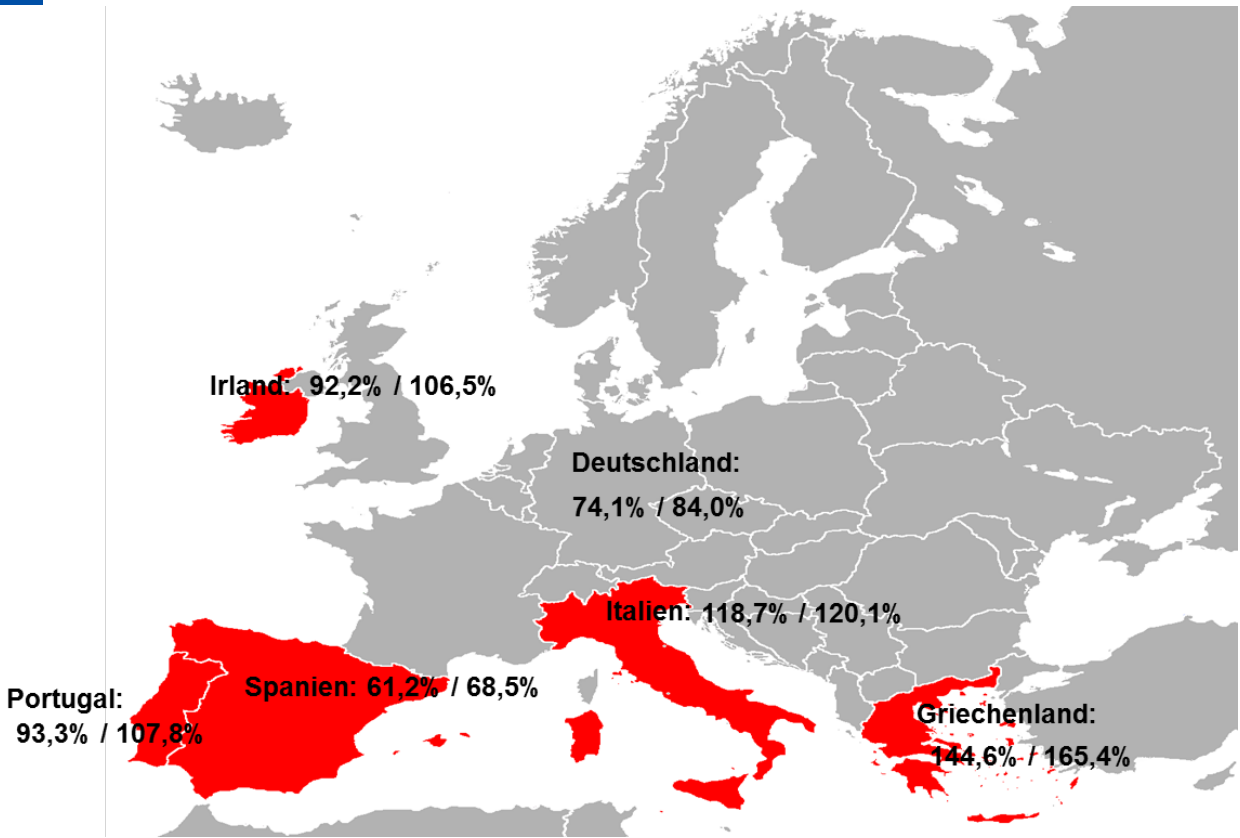 Irland: 92,2% / 106,5%
Deutschland:
74,1% / 84,0%
Italien: 118,7% / 120,1%
Spanien: 61,2% / 68,5%
Portugal:
93,3% / 107,8%
Griechenland:
144,6% / 165,4%